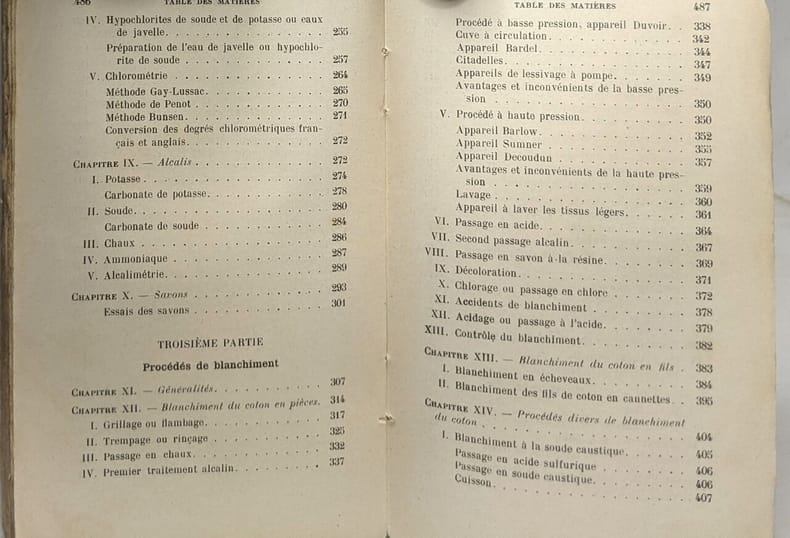 486 TABLE DES MATIÈRES
IV. Hypochlorites de soude et de potasse ou eaux
de javelle. . . . . . . . . . . . . . . 255
Préparation de l'eau de javelle ou hypochlo-
rite de soude . . . . . . . . . . . . . 257
V. Chlorométrie . . . . . . . . . . . . . . 264
Méthode Gay-Lussac. . . . . . . . . . . . 265
Méthode de Penot . . . . . . . . . . . . 270
Méthode Bunsen. . . . . . . . . . . . . . 271
Conversion des degrés chlorométriques fran-
çais et anglais. . . . . . . . . . . . . 272
CHAPITRE IX. — Alcalis . . . . . . . . . . . . 272
I. Potasse . . . . . . . . . . . . . . . . 274
Carbonate de potasse. . . . . . . . . . . 278
II. Soude. . . . . . . . . . . . . . . . . 280
Carbonate de soude . . . . . . . . . . . 284
III. Chaux . . . . . . . . . . . . . . . . 286
IV. Ammoniaque . . . . . . . . . . . . . . 287
V. Alcalimétrie. . . . . . . . . . . . . . 289
CHAPITRE X. — Savons . . . . . . . . . . . . . 293
Essais des savons . . . . . . . . . . . . 301
TROISIÈME PARTIE
Procédés de blanchiment
CHAPITRE XI. — Généralités. . . . . . . . . . . 307
CHAPITRE XII. — Blanchiment du coton en pièces. 314
I. Grillage ou flambage. . . . . . . . . . 317
II. Trempage ou rinçage . . . . . . . . . . 325
III. Passage en chaux. . . . . . . . . . . 332
IV. Premier traitement alcalin. . . . . . . 337
TABLE DES MATIÈRES 487
Procédé à basse pression, appareil Duvoir. . 338
Cuve à circulation. . . . . . . . . . . . 342
Appareil Bardel. . . . . . . . . . . . . 344
Citadelles. . . . . . . . . . . . . . . . 347
Appareils de lessivage à pompe. . . . . . 349
Avantages et inconvénients de la basse pres-
sion . . . . . . . . . . . . . . . . . . 350
V. Procédé à haute pression. . . . . . . . 350
Appareil Barlow. . . . . . . . . . . . . 352
Appareil Sumner . . . . . . . . . . . . . 355
Appareil Decoudun . . . . . . . . . . . . 357
Avantages et inconvénients de la haute pres-
sion . . . . . . . . . . . . . . . . . . 359
Lavage . . . . . . . . . . . . . . . . . 360
Appareil à laver les tissus légers. . . . . 361
VI. Passage en acide. . . . . . . . . . . . 364
VII. Second passage alcalin. . . . . . . . . 367
VIII. Passage en savon à la résine. . . . . . 369
IX. Décoloration. . . . . . . . . . . . . . 371
X. Chlorage ou passage en chlore . . . . . . 372
XI. Accidents de blanchiment . . . . . . . . 378
XII. Acidage ou passage à l'acide. . . . . . 379
XIII. Contrôle du blanchiment. . . . . . . . 382
CHAPITRE XIII. — Blanchiment du coton en fils . 383
I. Blanchiment en écheveaux. . . . . . . . . 384
II. Blanchiment des fils de coton en cannettes. . 395
CHAPITRE XIV. — Procédés divers de blanchiment
du coton . . . . . . . . . . . . . . . . . 404
I. Blanchiment à la soude caustique. . . . . 405
Passage en acide sulfurique . . . . . . . 406
Passage en soude caustique. . . . . . . . 406
Cuisson. . . . . . . . . . . . . . . . . 407